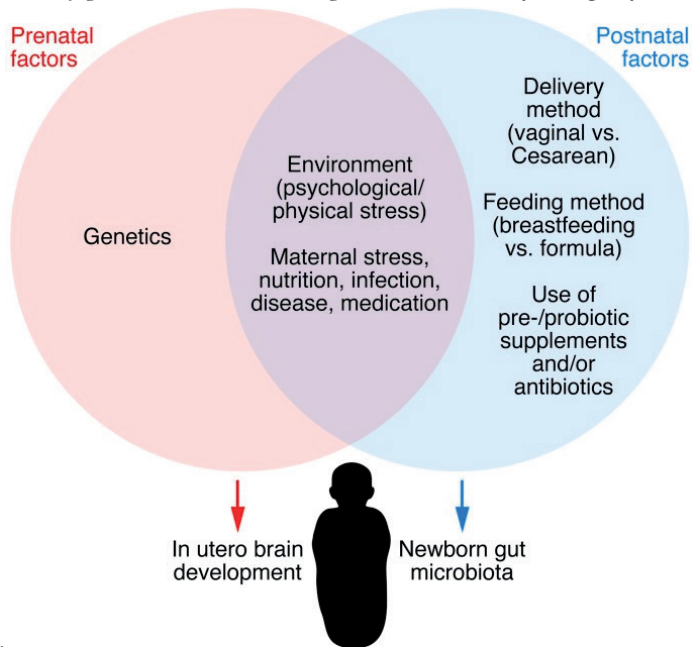 Prenatal
factors
Postnatal
factors
Delivery
method
(vaginal vs.
Cesarean)
Environment
(psychological/
physical stress)
Genetics
Maternal stress,
nutrition, infection,
disease, medication
Feeding method
(breastfeeding
vs. formula)
Use of
pre-/probiotic
supplements
and/or
antibiotics
In utero brain
development
Newborn gut
microbiota